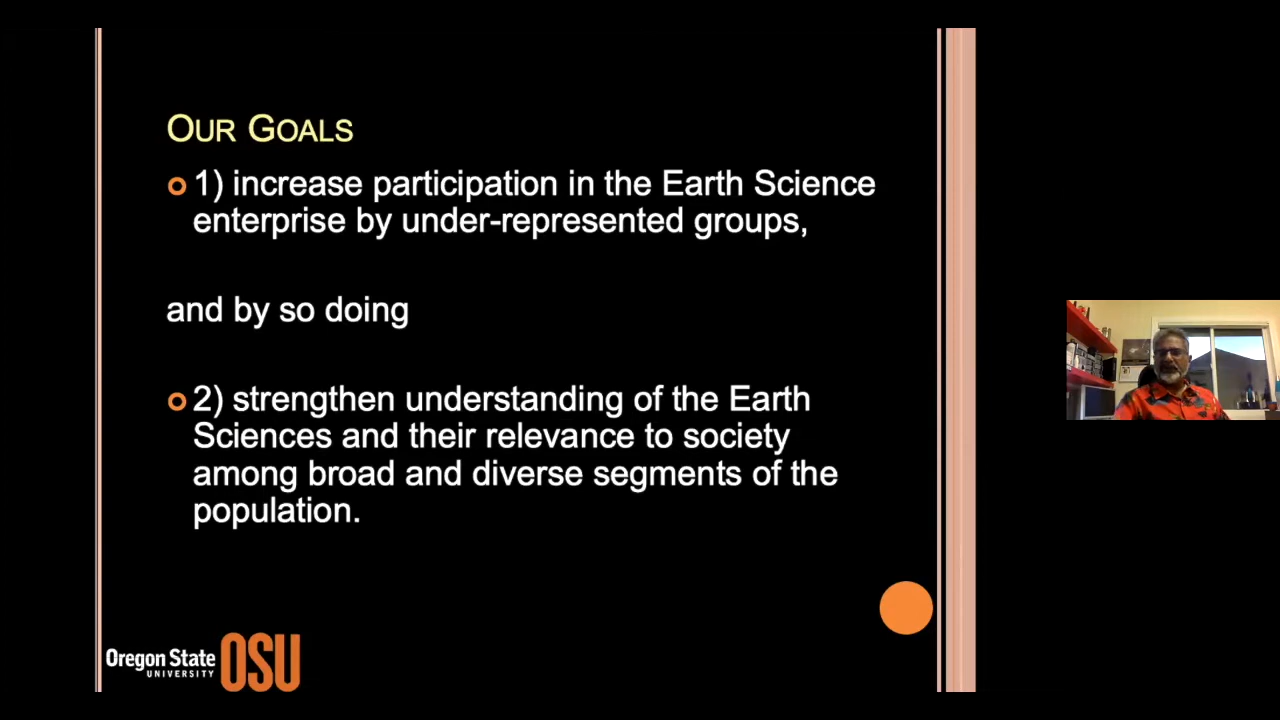 OUR GOALS
1) increase participation in the Earth Science
enterprise by under-represented groups,
and by so doing
2) strengthen understanding of the Earth
Sciences and their relevance to society
among broad and diverse segments of the
population.
Oregon State
UNIVERSITY
OSU